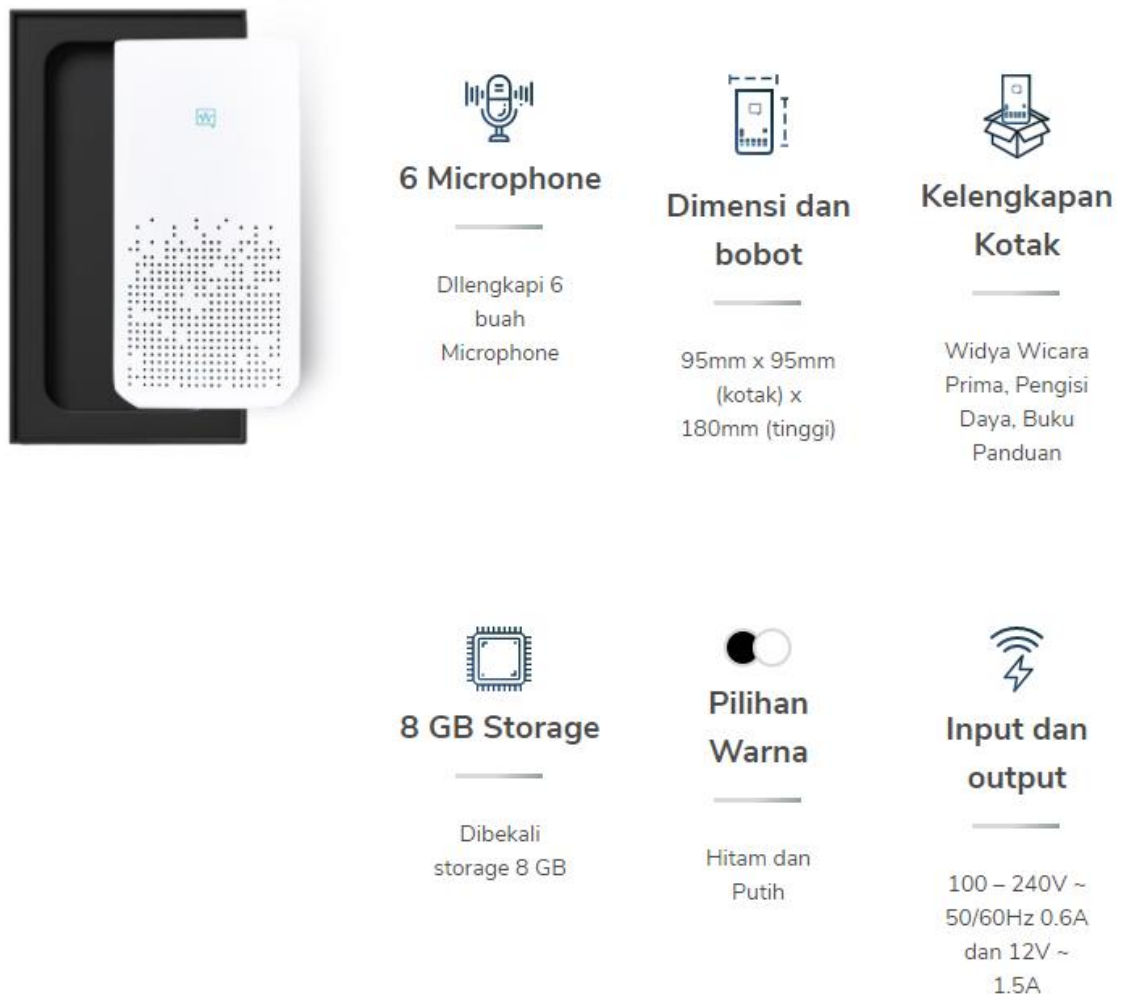 6 Microphone
DIlengkapi 6
buah
Microphone
Dimensi dan
bobot
95mm x 95mm
(kotak) x
180mm (tinggi)
Kelengkapan
Kotak
Widya Wicara
Prima, Pengisi
Daya, Buku
Panduan
8 GB Storage
Dibekali
storage 8 GB
Pilihan
Warna
Hitam dan
Putih
Input dan
output
100 – 240V ~
50/60Hz 0.6A
dan 12V ~
1.5A